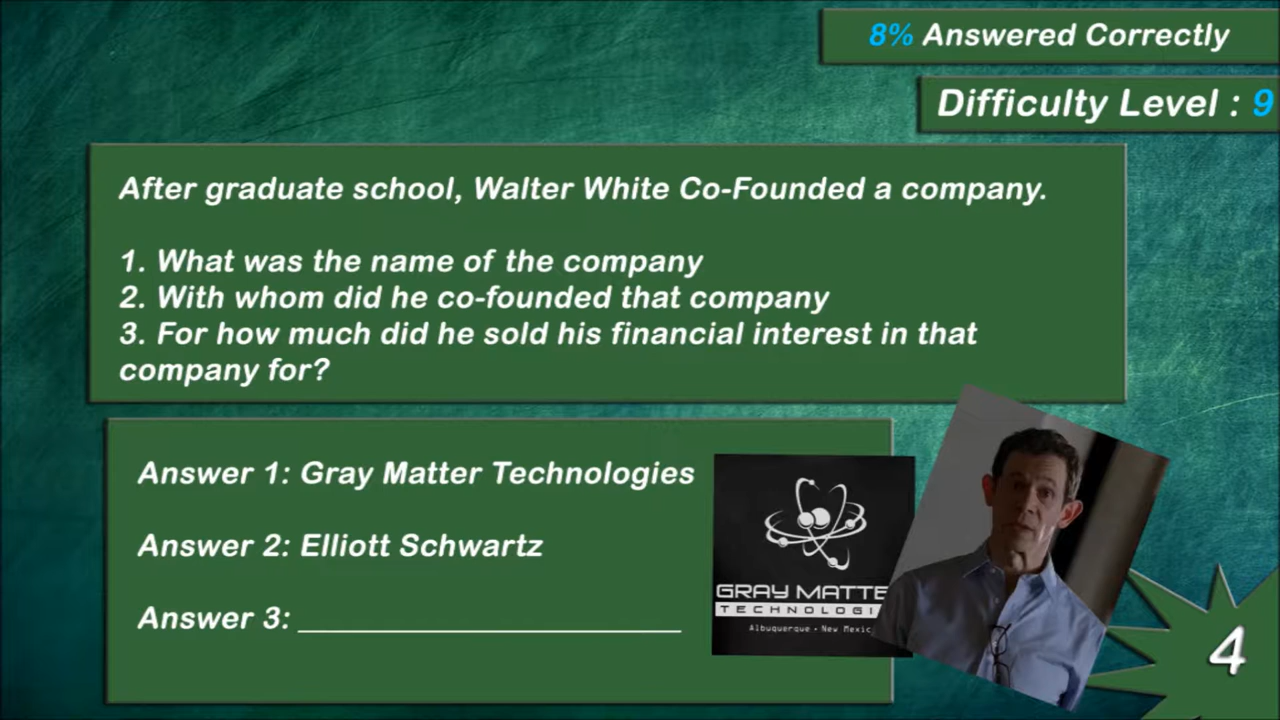 8% Answered Correctly
Difficulty Level : 9
After graduate school, Walter White Co-Founded a company.
1. What was the name of the company
2. With whom did he co-founded that company
3. For how much did he sold his financial interest in that
company for?
Answer 1: Gray Matter Technologies
Answer 2: Elliott Schwartz
Answer 3: ____________________
GRAY MATTE
TECHNOLOGI
Albuquerque • New Mexic
4